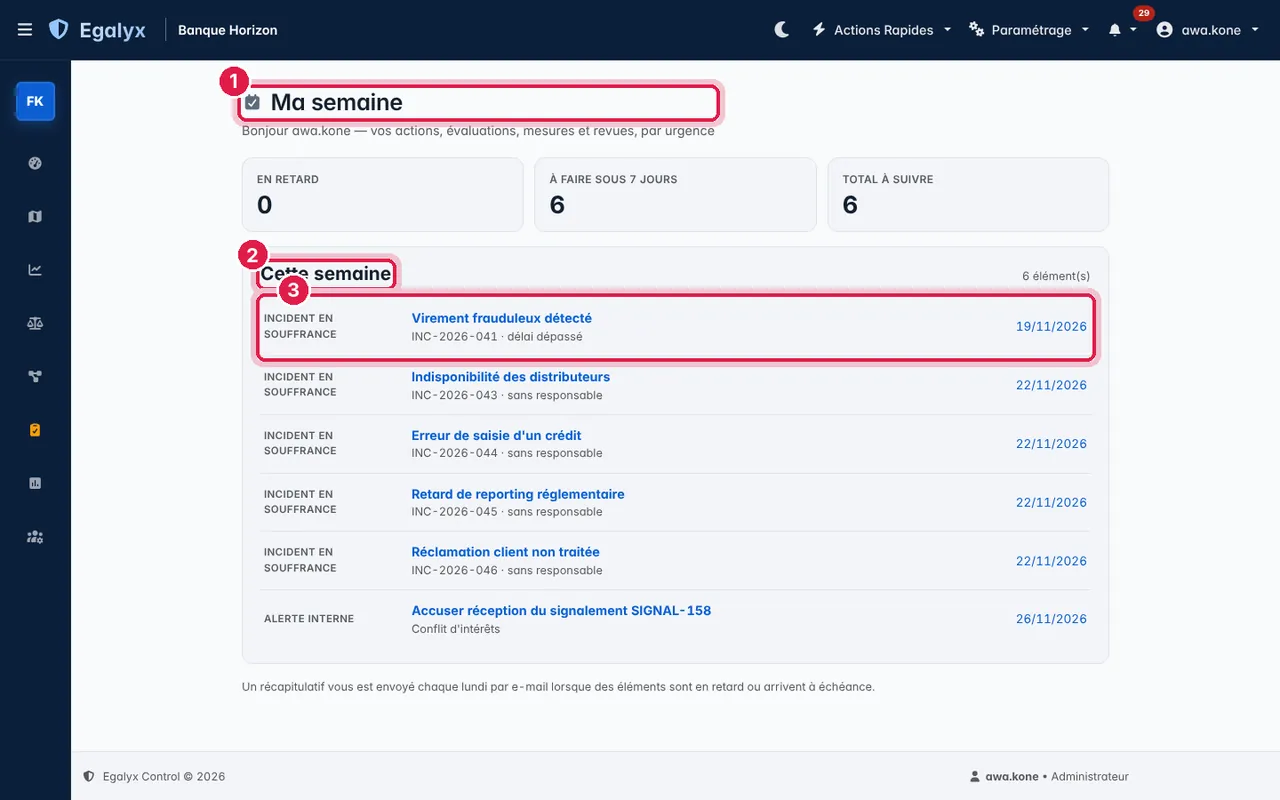 Egalyx
Banque Horizon
Actions Rapides
Paramétrage
29
awa.kone
FK
1
Ma semaine
Bonjour awa.kone — vos actions, évaluations, mesures et revues, par urgence
EN RETARD
0
À FAIRE SOUS 7 JOURS
6
TOTAL À SUIVRE
6
2
Cette semaine
6 élément(s)
3
INCIDENT EN SOUFFRANCE
Virement frauduleux détecté
INC-2026-041 · délai dépassé
19/11/2026
INCIDENT EN SOUFFRANCE
Indisponibilité des distributeurs
INC-2026-043 · sans responsable
22/11/2026
INCIDENT EN SOUFFRANCE
Erreur de saisie d'un crédit
INC-2026-044 · sans responsable
22/11/2026
INCIDENT EN SOUFFRANCE
Retard de reporting réglementaire
INC-2026-045 · sans responsable
22/11/2026
INCIDENT EN SOUFFRANCE
Réclamation client non traitée
INC-2026-046 · sans responsable
22/11/2026
ALERTE INTERNE
Accuser réception du signalement SIGNAL-158
Conflit d'intérêts
26/11/2026
Un récapitulatif vous est envoyé chaque lundi par e-mail lorsque des éléments sont en retard ou arrivent à échéance.
Egalyx Control © 2026
awa.kone • Administrateur